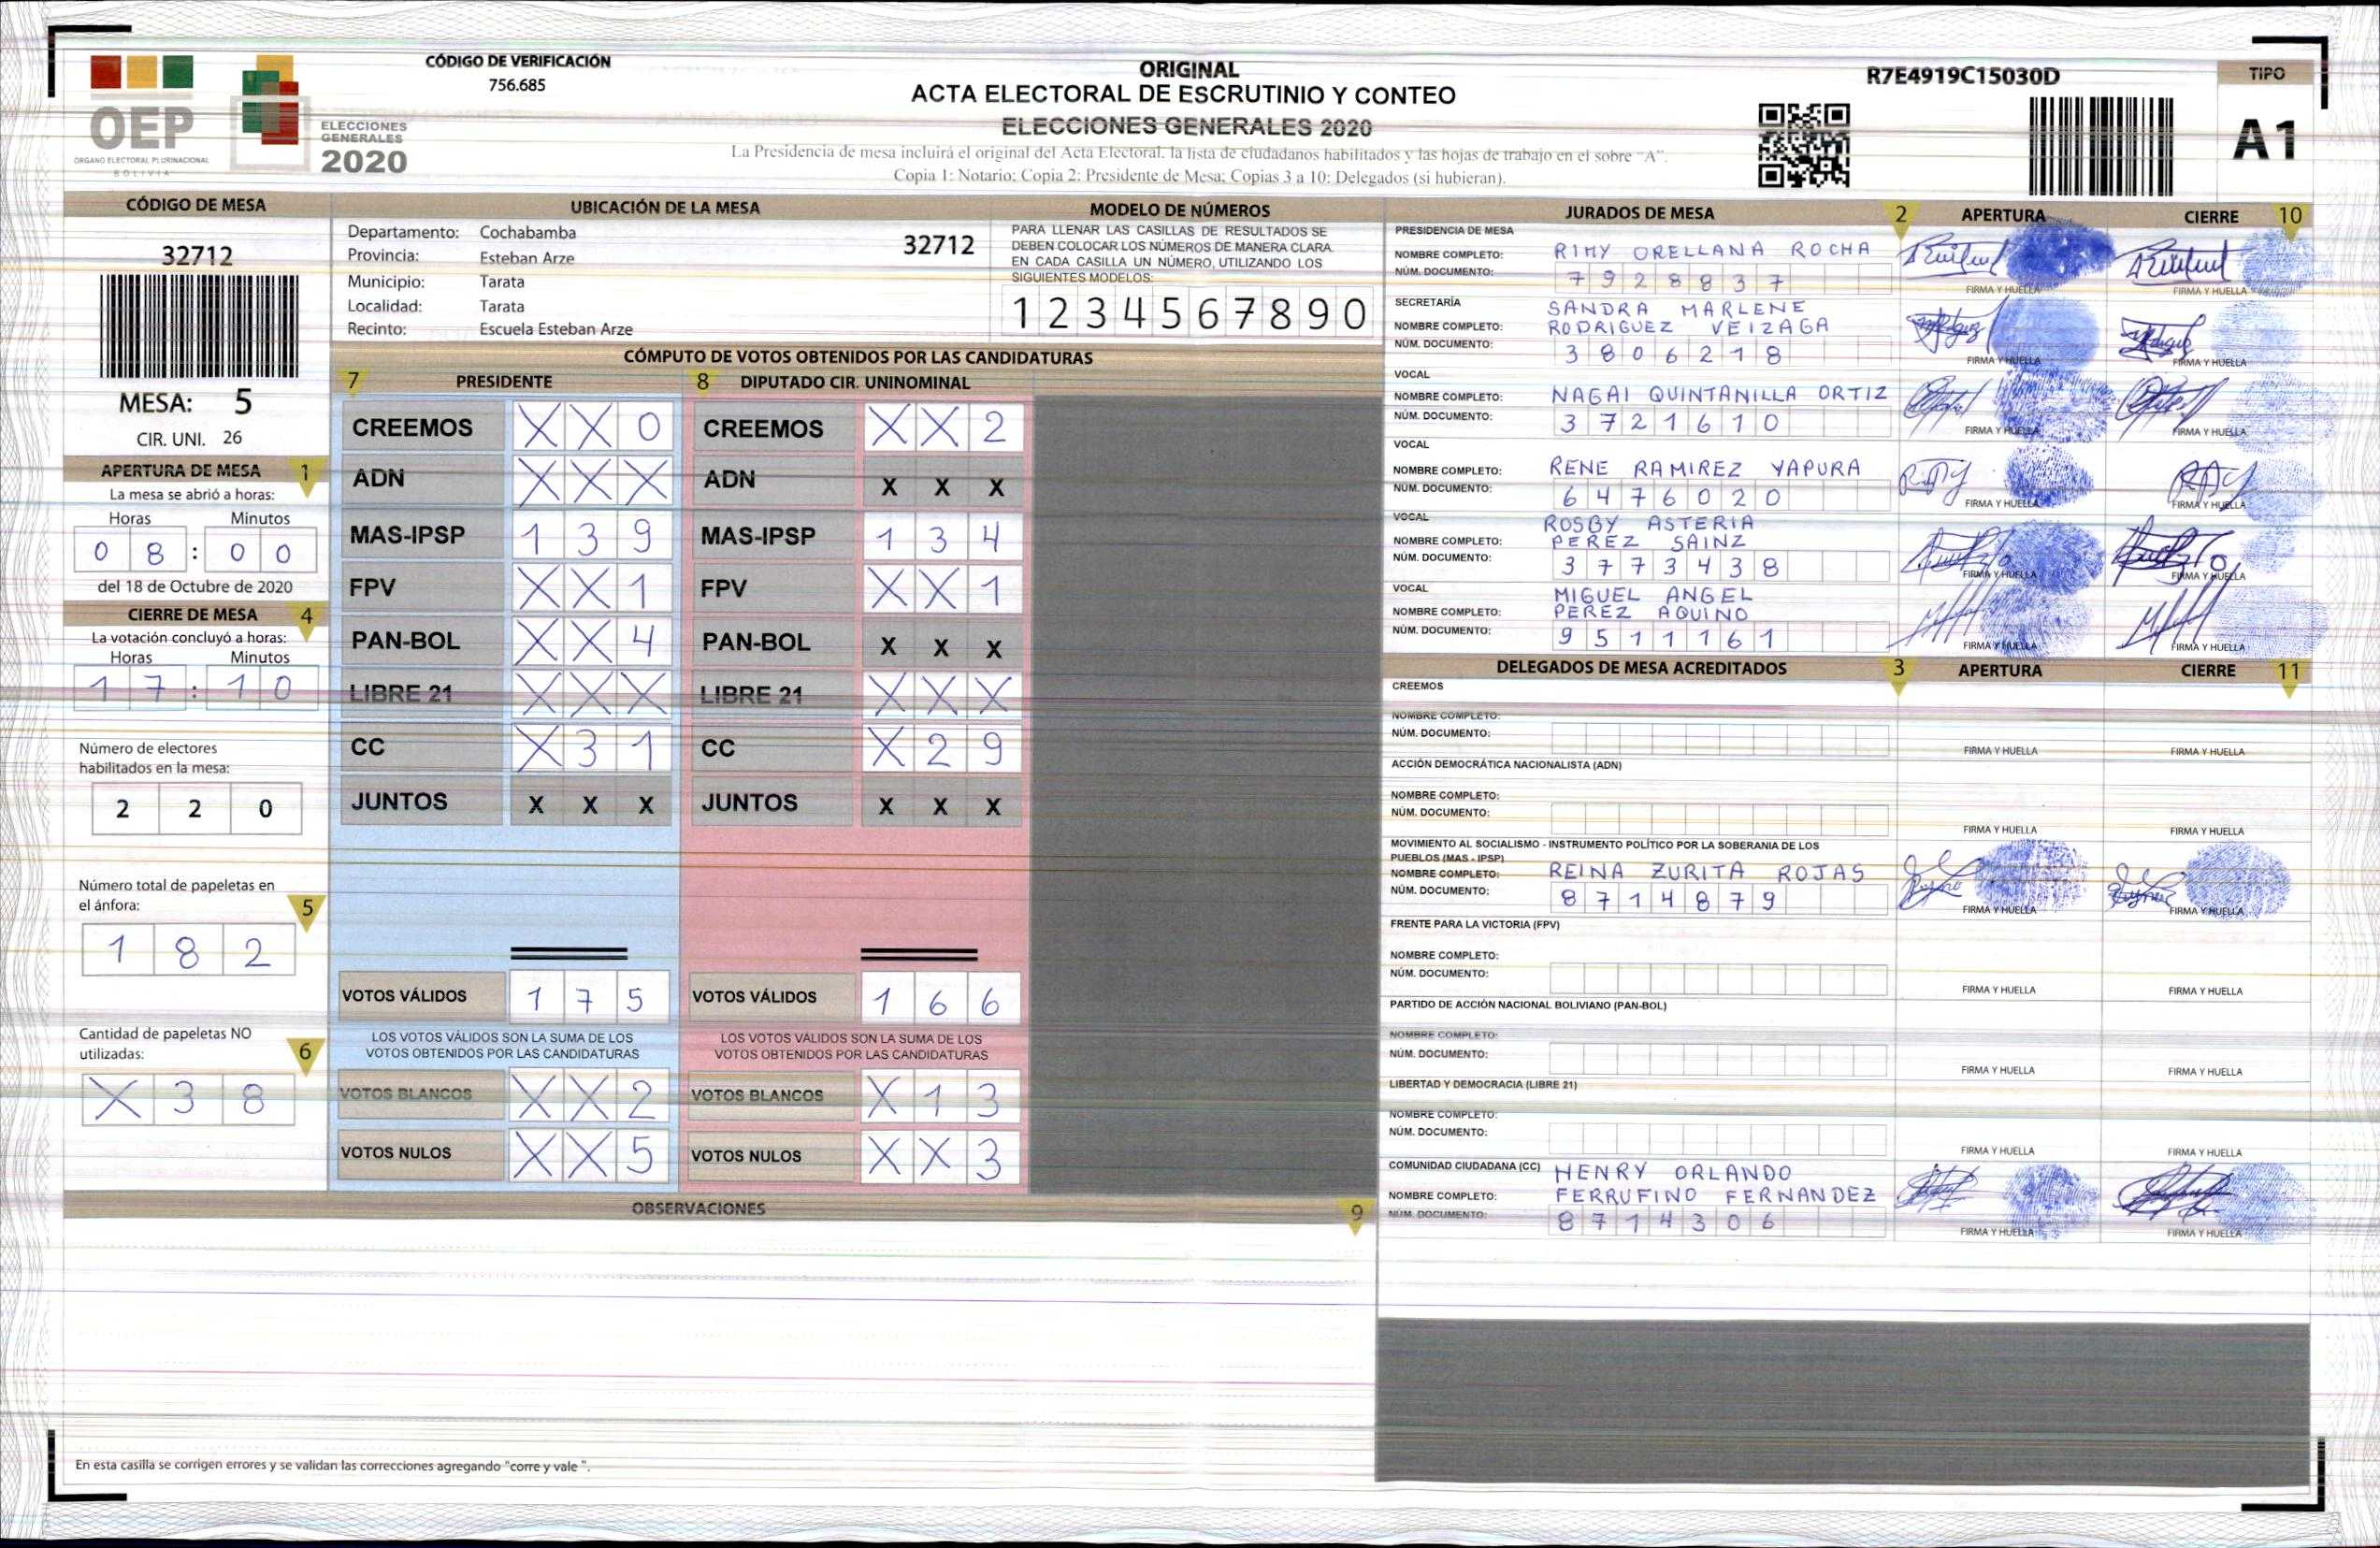 OEP
ÓRGANO ELECTORAL PLURINACIONAL
BOLIVIA
ELECCIONES
GENERALES
2020
CÓDIGO DE VERIFICACIÓN
756.685
ORIGINAL
ACTA ELECTORAL DE ESCRUTINIO Y CONTEO
ELECCIONES GENERALES 2020
La Presidencia de mesa incluirá el original del Acta Electoral, la lista de ciudadanos habilitados y las hojas de trabajo en el sobre "A".
Copia 1: Notario; Copia 2: Presidente de Mesa; Copias 3 a 10: Delegados (si hubieran).
R7E4919C15030D
TIPO
A1
CÓDIGO DE MESA
32712
MESA: 5
CIR. UNI. 26
APERTURA DE MESA 1
La mesa se abrió a horas:
Horas Minutos
0 8 : 0 0
del 18 de Octubre de 2020
CIERRE DE MESA 4
La votación concluyó a horas:
Horas Minutos
1 7 : 1 0
Número de electores
habilitados en la mesa:
2 2 0
Número total de papeletas en
el ánfora: 5
1 8 2
Cantidad de papeletas NO
utilizadas: 6
X 3 8
UBICACIÓN DE LA MESA
Departamento: Cochabamba 32712
Provincia: Esteban Arze
Municipio: Tarata
Localidad: Tarata
Recinto: Escuela Esteban Arze
MODELO DE NÚMEROS
PARA LLENAR LAS CASILLAS DE RESULTADOS SE
DEBEN COLOCAR LOS NÚMEROS DE MANERA CLARA.
EN CADA CASILLA UN NÚMERO, UTILIZANDO LOS
SIGUIENTES MODELOS:
1 2 3 4 5 6 7 8 9 0
CÓMPUTO DE VOTOS OBTENIDOS POR LAS CANDIDATURAS
7 PRESIDENTE 8 DIPUTADO CIR. UNINOMINAL
CREEMOS X X 0 CREEMOS X X 2
ADN X X X ADN X X X
MAS-IPSP 1 3 9 MAS-IPSP 1 3 4
FPV X X 1 FPV X X 1
PAN-BOL X X 4 PAN-BOL X X X
LIBRE 21 X X X LIBRE 21 X X X
CC X 3 1 CC X 2 9
JUNTOS X X X JUNTOS X X X
VOTOS VÁLIDOS 1 7 5 VOTOS VÁLIDOS 1 6 6
LOS VOTOS VÁLIDOS SON LA SUMA DE LOS LOS VOTOS VÁLIDOS SON LA SUMA DE LOS
VOTOS OBTENIDOS POR LAS CANDIDATURAS VOTOS OBTENIDOS POR LAS CANDIDATURAS
VOTOS BLANCOS X X 2 VOTOS BLANCOS X 1 3
VOTOS NULOS X X 5 VOTOS NULOS X X 3
OBSERVACIONES 9
En esta casilla se corrigen errores y se validan las correcciones agregando "corre y vale ".
JURADOS DE MESA 2 APERTURA CIERRE 10
PRESIDENCIA DE MESA
NOMBRE COMPLETO: RIMY ORELLANA ROCHA
NÚM. DOCUMENTO: 7 9 2 8 8 3 7
FIRMA Y HUELLA FIRMA Y HUELLA
SECRETARÍA
SANDRA MARLENE
NOMBRE COMPLETO: RODRIGUEZ VEIZAGA
NÚM. DOCUMENTO: 3 8 0 6 2 1 8
FIRMA Y HUELLA FIRMA Y HUELLA
VOCAL
NOMBRE COMPLETO: NAGAI QUINTANILLA ORTIZ
NÚM. DOCUMENTO: 3 7 2 1 6 1 0
FIRMA Y HUELLA FIRMA Y HUELLA
VOCAL
NOMBRE COMPLETO: RENE RAMIREZ YAPURA
NÚM. DOCUMENTO: 6 4 7 6 0 2 0
FIRMA Y HUELLA FIRMA Y HUELLA
VOCAL
ROSBY ASTERIA
NOMBRE COMPLETO: PEREZ SAINZ
NÚM. DOCUMENTO: 3 7 7 3 4 3 8
FIRMA Y HUELLA FIRMA Y HUELLA
VOCAL
MIGUEL ANGEL
NOMBRE COMPLETO: PEREZ AQUINO
NÚM. DOCUMENTO: 9 5 1 1 1 6 1
FIRMA Y HUELLA FIRMA Y HUELLA
DELEGADOS DE MESA ACREDITADOS 3 APERTURA CIERRE 11
CREEMOS
NOMBRE COMPLETO:
NÚM. DOCUMENTO:
FIRMA Y HUELLA FIRMA Y HUELLA
ACCIÓN DEMOCRÁTICA NACIONALISTA (ADN)
NOMBRE COMPLETO:
NÚM. DOCUMENTO:
FIRMA Y HUELLA FIRMA Y HUELLA
MOVIMIENTO AL SOCIALISMO - INSTRUMENTO POLÍTICO POR LA SOBERANIA DE LOS
PUEBLOS (MAS - IPSP)
NOMBRE COMPLETO: REINA ZURITA ROJAS
NÚM. DOCUMENTO: 8 7 1 4 8 7 9
FIRMA Y HUELLA FIRMA Y HUELLA
FRENTE PARA LA VICTORIA (FPV)
NOMBRE COMPLETO:
NÚM. DOCUMENTO:
FIRMA Y HUELLA FIRMA Y HUELLA
PARTIDO DE ACCIÓN NACIONAL BOLIVIANO (PAN-BOL)
NOMBRE COMPLETO:
NÚM. DOCUMENTO:
FIRMA Y HUELLA FIRMA Y HUELLA
LIBERTAD Y DEMOCRACIA (LIBRE 21)
NOMBRE COMPLETO:
NÚM. DOCUMENTO:
FIRMA Y HUELLA FIRMA Y HUELLA
COMUNIDAD CIUDADANA (CC) HENRY ORLANDO
NOMBRE COMPLETO: FERRUFINO FERNANDEZ
NÚM. DOCUMENTO: 8 7 1 4 3 0 6
FIRMA Y HUELLA FIRMA Y HUELLA